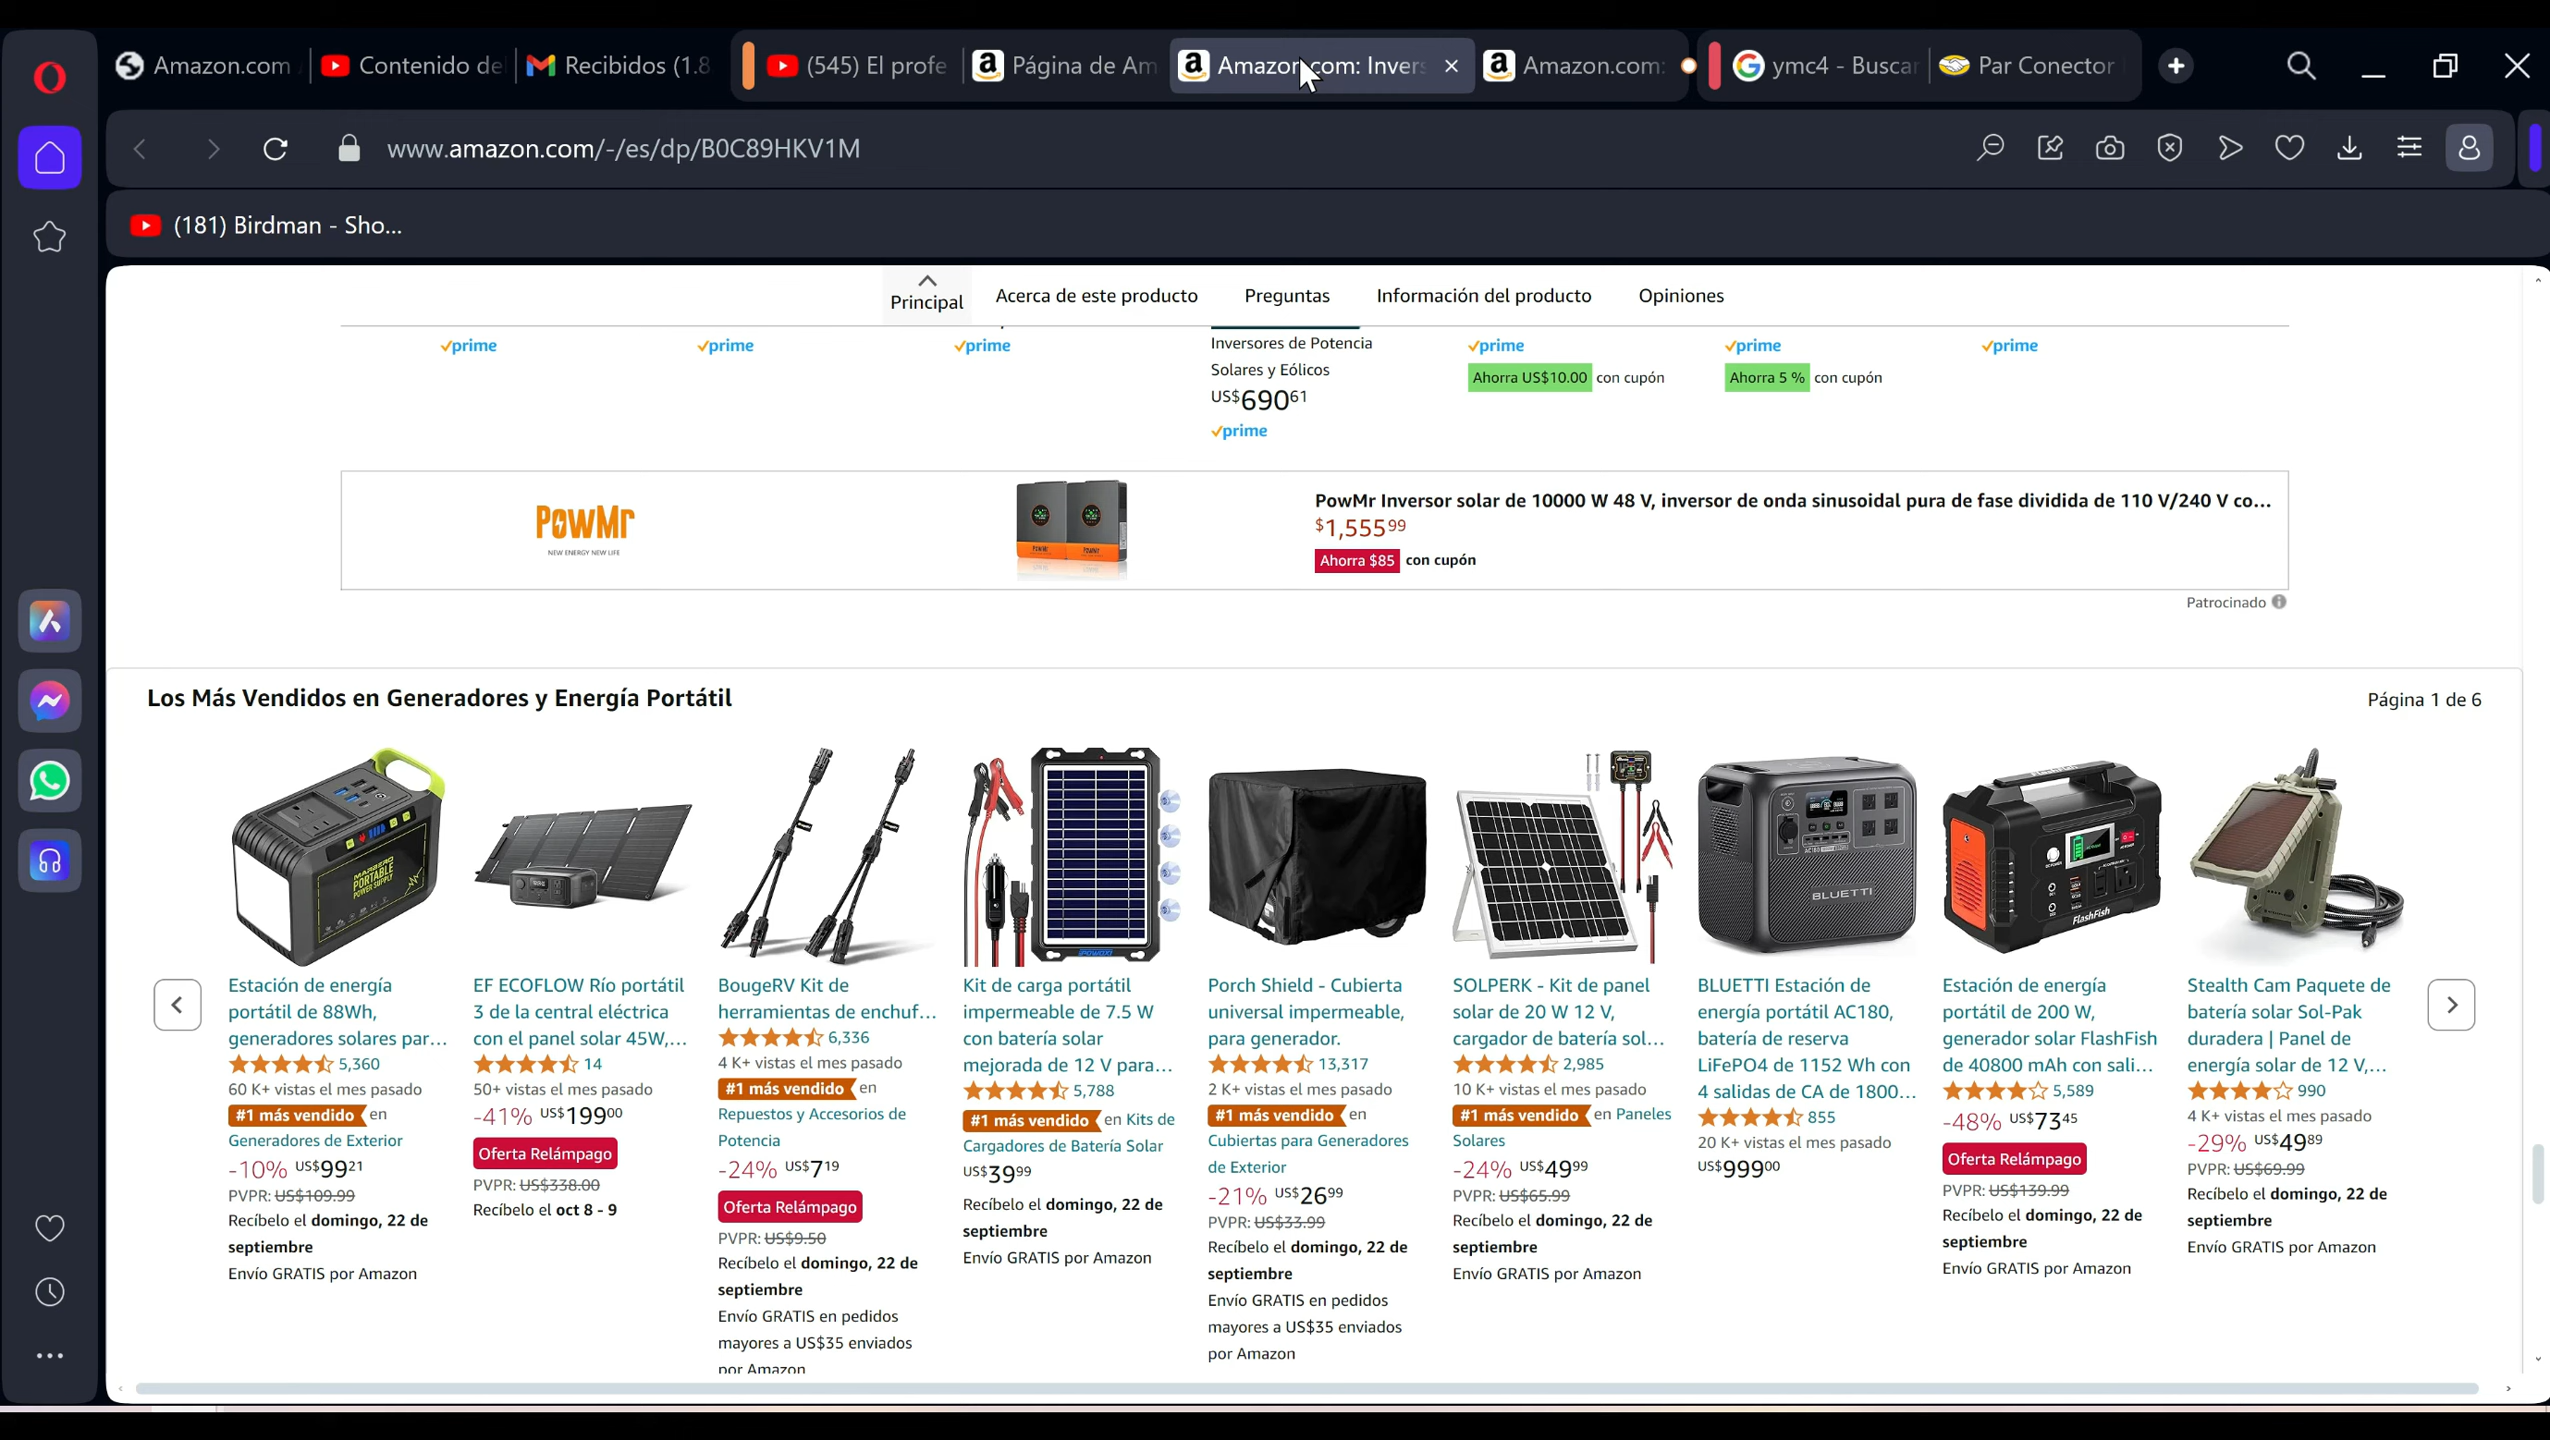 Amazon.com
Contenido de
Recibidos (1.8
(545) El profe
Página de Am
Amazon.com: Invers
Amazon.com:
ymc4 - Buscar
Par Conector
www.amazon.com/-/es/dp/B0C89HKV1M
(181) Birdman - Sho...
Principal
Acerca de este producto
Preguntas
Información del producto
Opiniones
prime
prime
prime
Inversores de Potencia
Solares y Eólicos
US$69061
prime
prime
Ahorra US$10.00 con cupón
prime
Ahorra 5 % con cupón
prime
PowMr
NEW ENERGY NEW LIFE
PowMr Inversor solar de 10000 W 48 V, inversor de onda sinusoidal pura de fase dividida de 110 V/240 V co...
$1,55599
Ahorra $85 con cupón
Patrocinado
Los Más Vendidos en Generadores y Energía Portátil
Página 1 de 6
MARBERO
PORTABLE
POWER SUPPLY
Estación de energía
portátil de 88Wh,
generadores solares par...
5,360
60 K+ vistas el mes pasado
#1 más vendido en
Generadores de Exterior
-10% US$9921
PVPR: US$109.99
Recíbelo el domingo, 22 de
septiembre
Envío GRATIS por Amazon
EF ECOFLOW Río portátil
3 de la central eléctrica
con el panel solar 45W,...
14
50+ vistas el mes pasado
-41% US$19900
Oferta Relámpago
PVPR: US$338.00
Recíbelo el oct 8 - 9
BougeRV Kit de
herramientas de enchuf...
6,336
4 K+ vistas el mes pasado
#1 más vendido en
Repuestos y Accesorios de
Potencia
-24% US$719
Oferta Relámpago
PVPR: US$9.50
Recíbelo el domingo, 22 de
septiembre
Envío GRATIS en pedidos
mayores a US$35 enviados
por Amazon
Kit de carga portátil
impermeable de 7.5 W
con batería solar
mejorada de 12 V para...
5,788
#1 más vendido en Kits de
Cargadores de Batería Solar
US$3999
Recíbelo el domingo, 22 de
septiembre
Envío GRATIS por Amazon
Porch Shield - Cubierta
universal impermeable,
para generador.
13,317
2 K+ vistas el mes pasado
#1 más vendido en
Cubiertas para Generadores
de Exterior
-21% US$2699
PVPR: US$33.99
Recíbelo el domingo, 22 de
septiembre
Envío GRATIS en pedidos
mayores a US$35 enviados
por Amazon
SOLPERK - Kit de panel
solar de 20 W 12 V,
cargador de batería sol...
2,985
10 K+ vistas el mes pasado
#1 más vendido en Paneles
Solares
-24% US$4999
PVPR: US$65.99
Recíbelo el domingo, 22 de
septiembre
Envío GRATIS por Amazon
AC180
BLUETTI
BLUETTI Estación de
energía portátil AC180,
batería de reserva
LiFePO4 de 1152 Wh con
4 salidas de CA de 1800...
855
20 K+ vistas el mes pasado
US$99900
FlashFish
Estación de energía
portátil de 200 W,
generador solar FlashFish
de 40800 mAh con sali...
5,589
-48% US$7345
Oferta Relámpago
PVPR: US$139.99
Recíbelo el domingo, 22 de
septiembre
Envío GRATIS por Amazon
Stealth Cam Paquete de
batería solar Sol-Pak
duradera | Panel de
energía solar de 12 V,...
990
4 K+ vistas el mes pasado
-29% US$4989
PVPR: US$69.99
Recíbelo el domingo, 22 de
septiembre
Envío GRATIS por Amazon